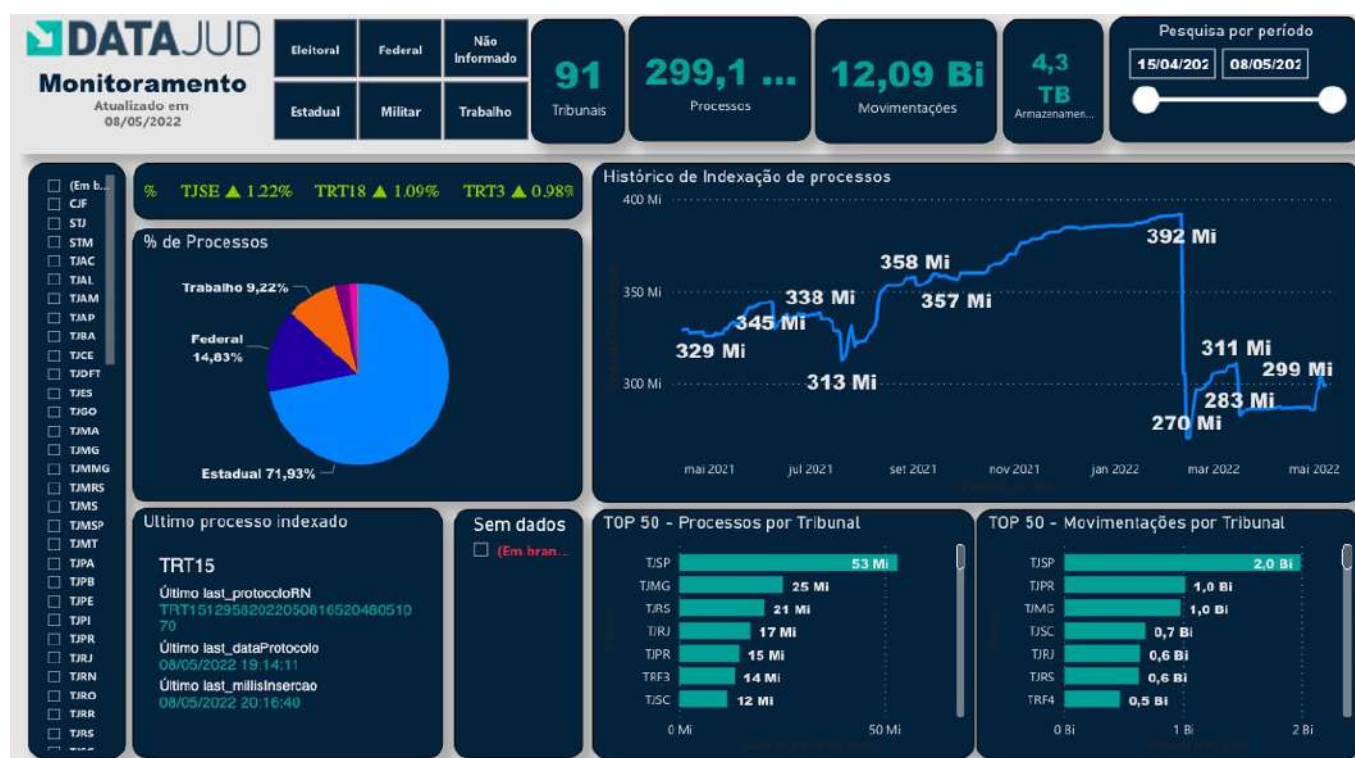 DATAJUD
Monitoramento
Atualizado em
08/05/2022
Eleitoral
Federal
Não
Informado
Estadual
Militar
Trabalho
91
Tribunais
299,1 ...
Processos
12,09 Bi
Movimentações
4,3
TB
Armazenamen...
Pesquisa por período
15/04/202
08/05/202
(Em b...
CJF
STJ
STM
TJAC
TJAL
TJAM
TJAP
TJBA
TJCE
TJDFT
TJES
TJGO
TJMA
TJMG
TJMMG
TJMRS
TJMS
TJMSP
TJMT
TJPA
TJPB
TJPE
TJPI
TJPR
TJRJ
TJRN
TJRO
TJRR
TJRS
% TJSE ▲ 1.22% TRT18 ▲ 1.09% TRT3 ▲ 0.98%
% de Processos
Trabalho 9,22%
Federal
14,83%
Estadual 71,93%
Histórico de Indexação de processos
400 Mi
350 Mi
300 Mi
329 Mi
345 Mi
338 Mi
313 Mi
358 Mi
357 Mi
392 Mi
270 Mi
311 Mi
283 Mi
299 Mi
mai 2021
jul 2021
set 2021
nov 2021
jan 2022
mar 2022
mai 2022
Ultimo processo indexado
TRT15
Último last_protocoloRN
TRT1512958202205081652048051​0
70
Último last_dataProtocolo
08/05/2022 19:14:11
Último last_millisInsercao
08/05/2022 20:16:40
Sem dados
(Em bran...
TOP 50 - Processos por Tribunal
TJSP 53 Mi
TJMG 25 Mi
TJRS 21 Mi
TJRJ 17 Mi
TJPR 15 Mi
TRF3 14 Mi
TJSC 12 Mi
0 Mi
50 Mi
TOP 50 - Movimentações por Tribunal
TJSP 2,0 Bi
TJPR 1,0 Bi
TJMG 1,0 Bi
TJSC 0,7 Bi
TJRJ 0,6 Bi
TJRS 0,6 Bi
TRF4 0,5 Bi
0 Bi
1 Bi
2 Bi